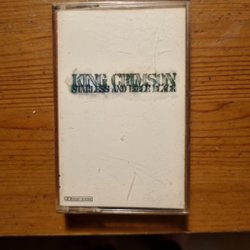 KING CRIMSON
STARLESS AND BIBLE BLACK